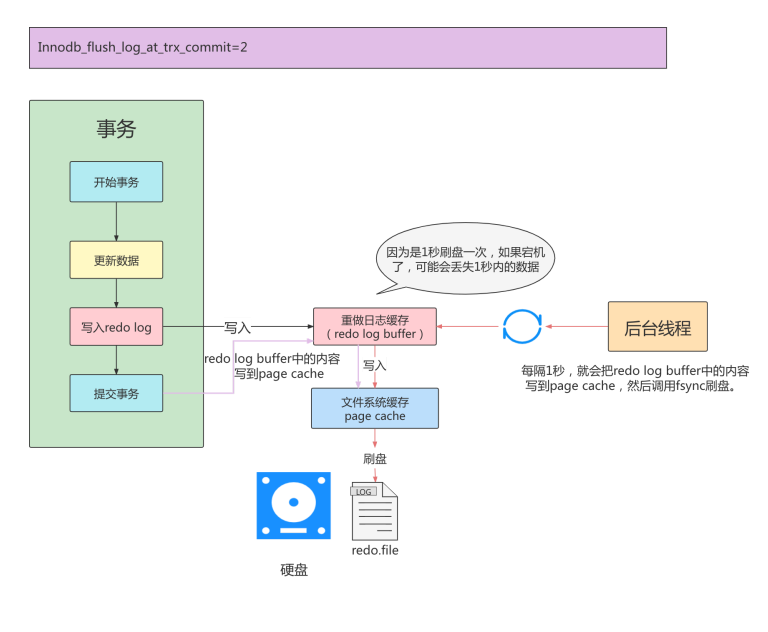 Innodb_flush_log_at_trx_commit=2
事务
开始事务
更新数据
写入redo log
提交事务
写入
redo log buffer中的内容
写到page cache
因为是1秒刷盘一次，如果宕机
了，可能会丢失1秒内的数据
重做日志缓存
（redo log buffer）
写入
文件系统缓存
page cache
刷盘
LOG
redo.file
硬盘
后台线程
每隔1秒，就会把redo log buffer中的内容
写到page cache，然后调用fsync刷盘。